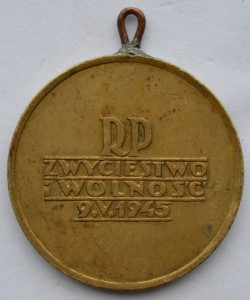 RP
ZWYCIĘSTWO
i WOLNOŚĆ
9.V.1945